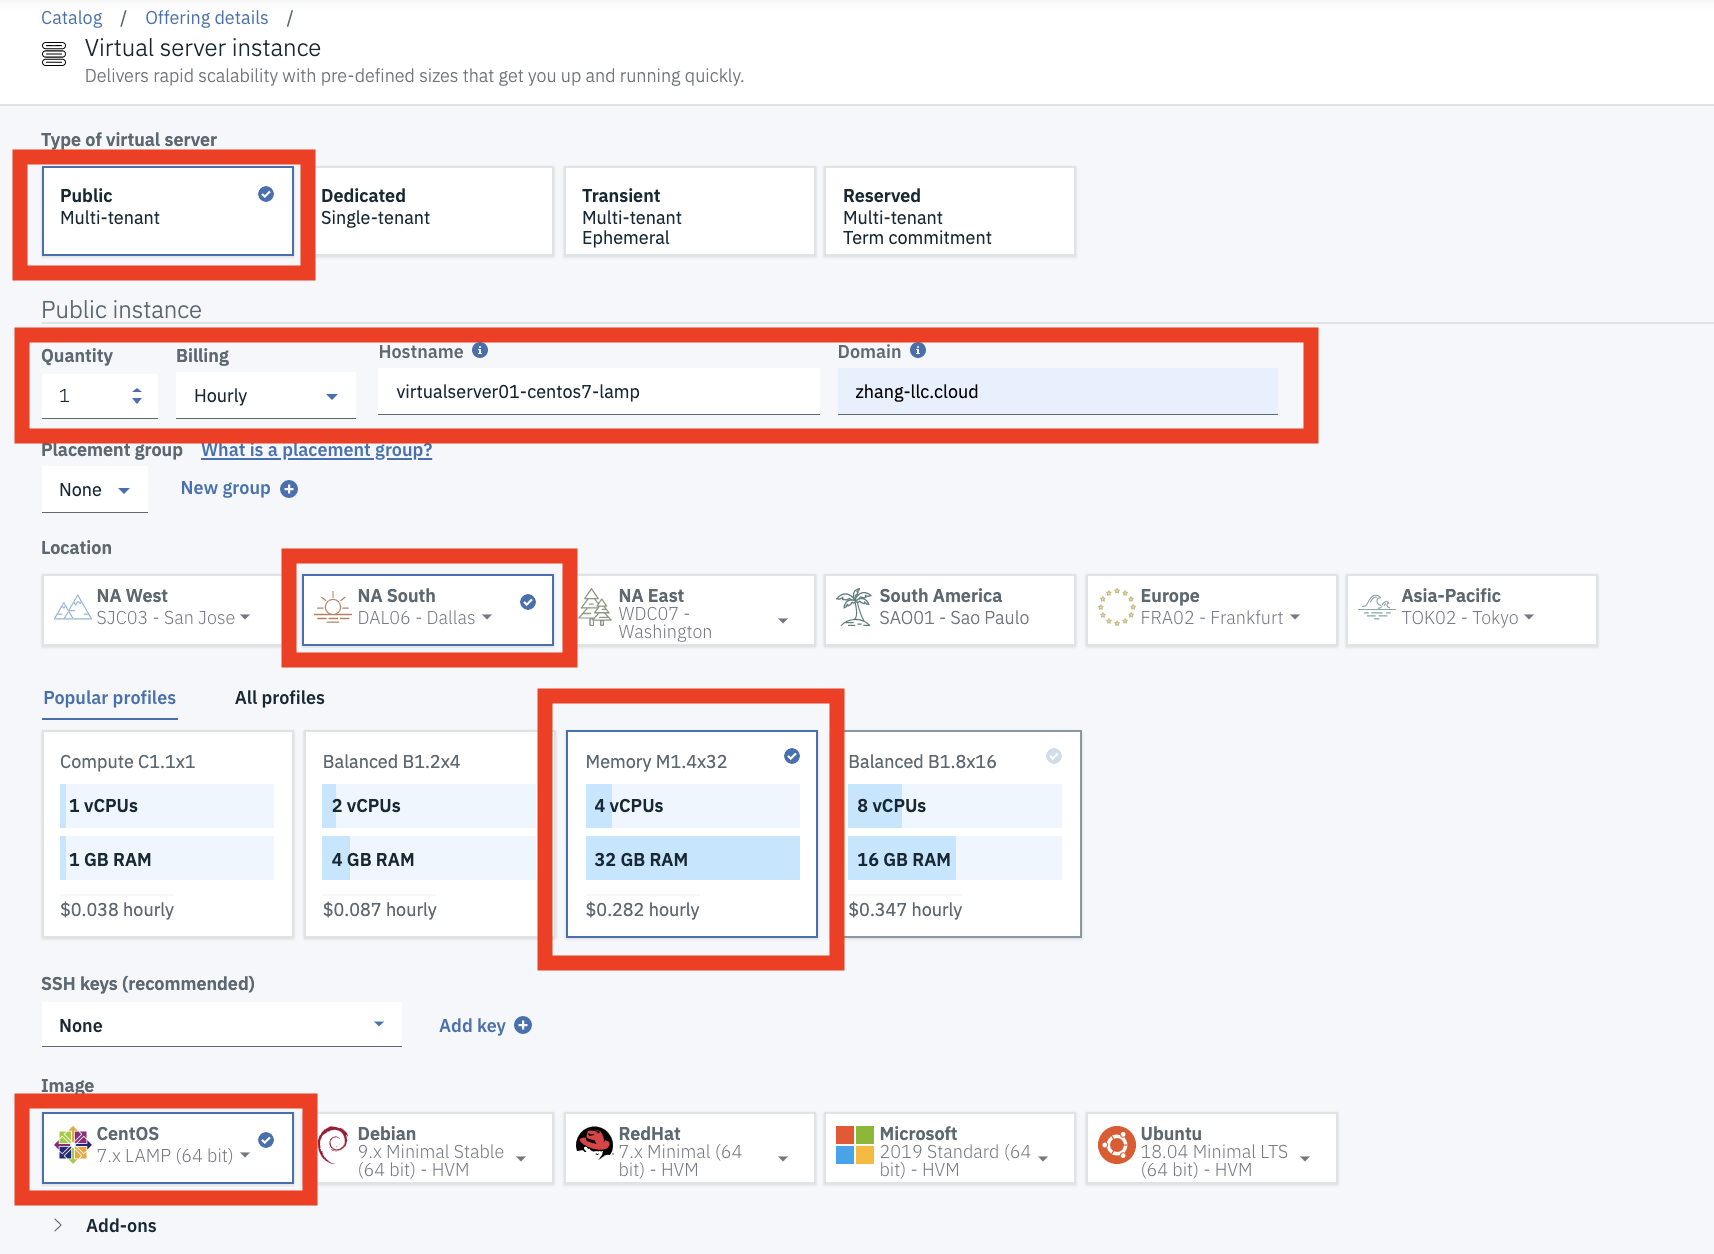 Catalog / Offering details /
Virtual server instance
Delivers rapid scalability with pre-defined sizes that get you up and running quickly.
Type of virtual server
Public
Multi-tenant
Dedicated
Single-tenant
Transient
Multi-tenant
Ephemeral
Reserved
Multi-tenant
Term commitment
Public instance
Quantity
1
Billing
Hourly
Hostname
virtualserver01-centos7-lamp
Domain
zhang-llc.cloud
Placement group What is a placement group?
None New group
Location
NA West
SJC03 - San Jose
NA South
DAL06 - Dallas
NA East
WDC07 -
Washington
South America
SAO01 - Sao Paulo
Europe
FRA02 - Frankfurt
Asia-Pacific
TOK02 - Tokyo
Popular profiles All profiles
Compute C1.1x1
1 vCPUs
1 GB RAM
$0.038 hourly
Balanced B1.2x4
2 vCPUs
4 GB RAM
$0.087 hourly
Memory M1.4x32
4 vCPUs
32 GB RAM
$0.282 hourly
Balanced B1.8x16
8 vCPUs
16 GB RAM
$0.347 hourly
SSH keys (recommended)
None Add key
Image
CentOS
7.x LAMP (64 bit)
Debian
9.x Minimal Stable
(64 bit) - HVM
RedHat
7.x Minimal (64
bit) - HVM
Microsoft
2019 Standard (64
bit) - HVM
Ubuntu
18.04 Minimal LTS
(64 bit) - HVM
Add-ons